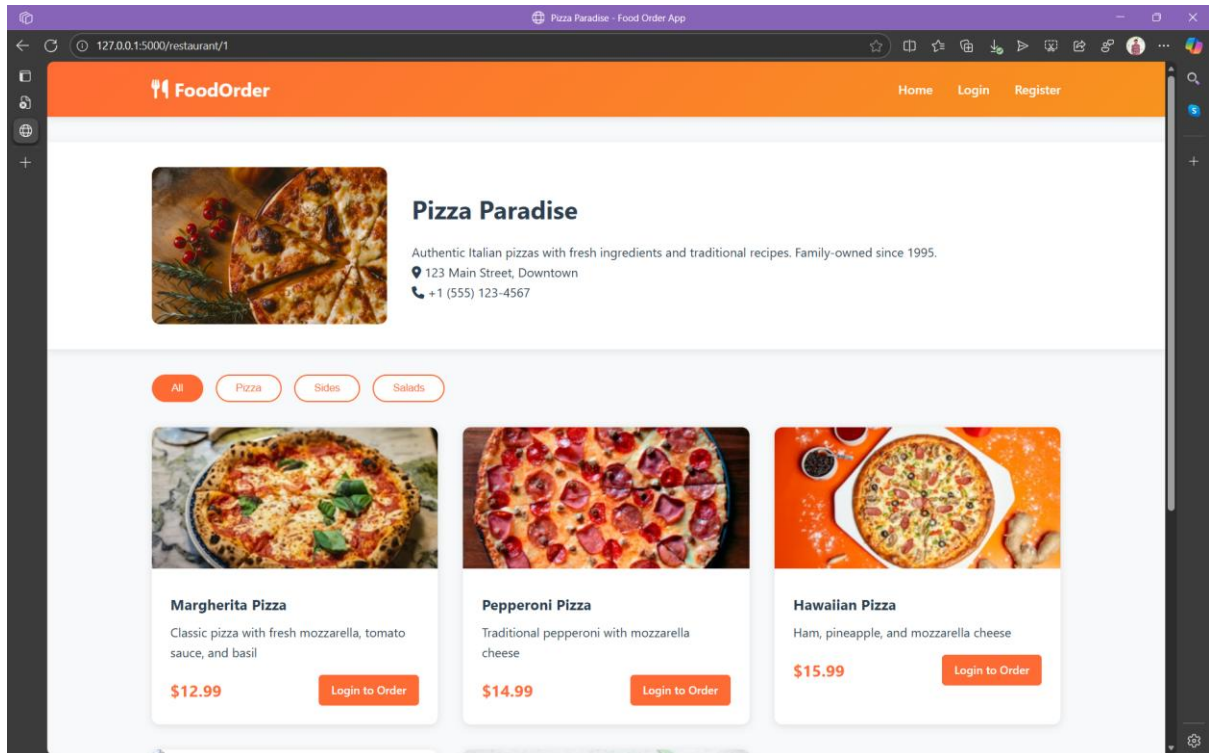 Pizza Paradise - Food Order App
127.0.0.1:5000/restaurant/1
FoodOrder
Home Login Register
Pizza Paradise
Authentic Italian pizzas with fresh ingredients and traditional recipes. Family-owned since 1995.
123 Main Street, Downtown
+1 (555) 123-4567
All Pizza Sides Salads
Margherita Pizza
Classic pizza with fresh mozzarella, tomato
sauce, and basil
$12.99 Login to Order
Pepperoni Pizza
Traditional pepperoni with mozzarella
cheese
$14.99 Login to Order
Hawaiian Pizza
Ham, pineapple, and mozzarella cheese
$15.99 Login to Order